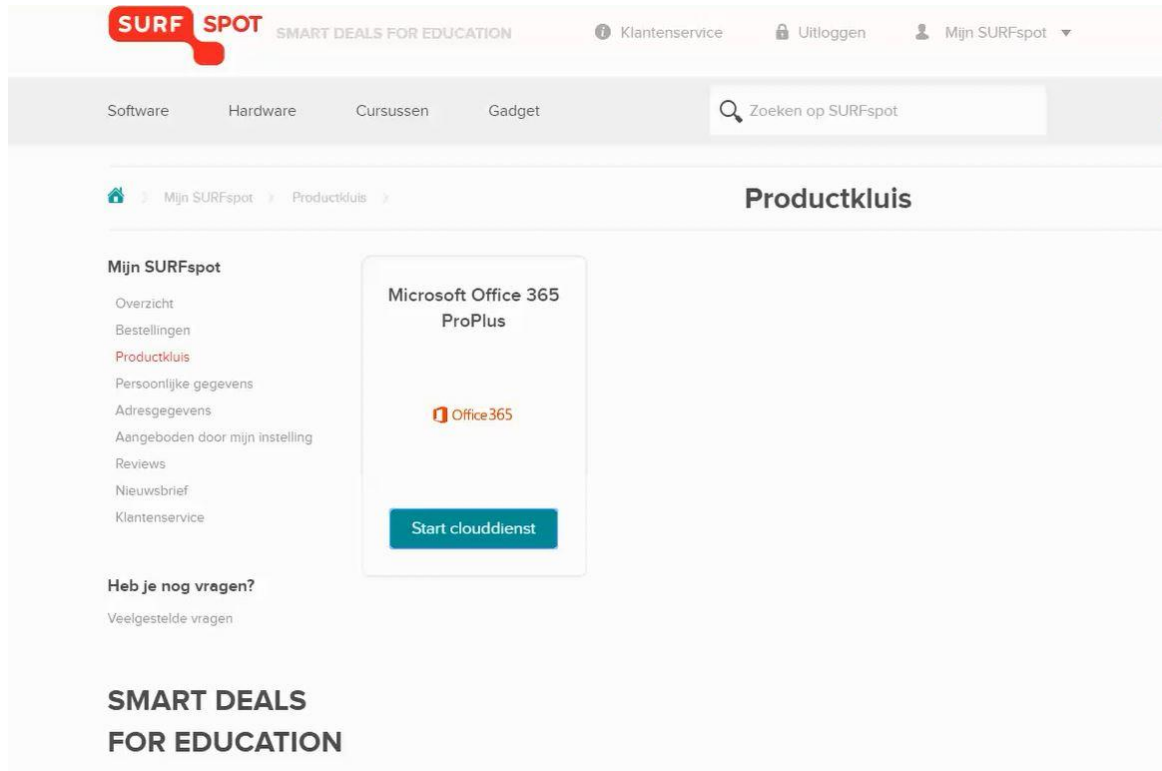 SURF SPOT SMART DEALS FOR EDUCATION Klantenservice Uitloggen Mijn SURFspot
Software Hardware Cursussen Gadget Zoeken op SURFspot
Mijn SURFspot Productkluis Productkluis
Mijn SURFspot
Overzicht
Bestellingen
Productkluis
Persoonlijke gegevens
Adresgegevens
Aangeboden door mijn instelling
Reviews
Nieuwsbrief
Klantenservice
Heb je nog vragen?
Veelgestelde vragen
Microsoft Office 365
ProPlus
Office 365
Start clouddienst
SMART DEALS
FOR EDUCATION